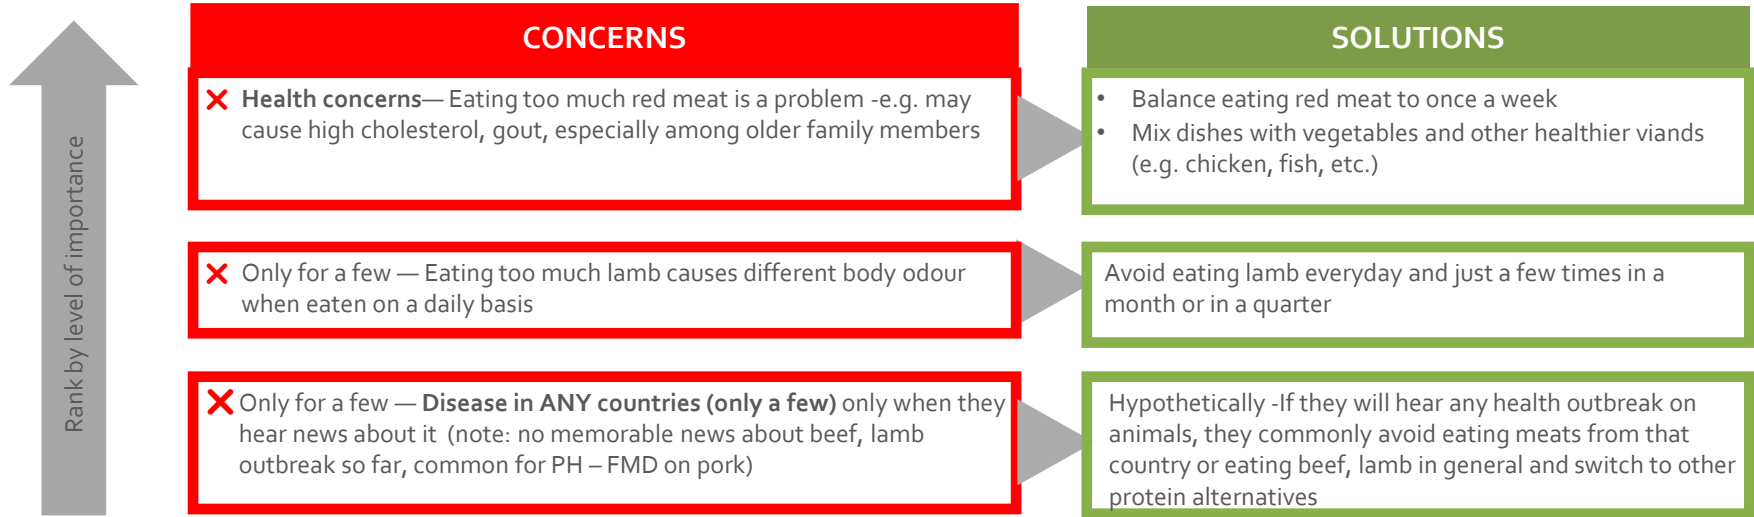 CONCERNS
SOLUTIONS
Rank by level of importance
Health concerns— Eating too much red meat is a problem -e.g. may
cause high cholesterol, gout, especially among older family members
• Balance eating red meat to once a week
• Mix dishes with vegetables and other healthier viands
(e.g. chicken, fish, etc.)
Only for a few — Eating too much lamb causes different body odour
when eaten on a daily basis
Avoid eating lamb everyday and just a few times in a
month or in a quarter
Only for a few — Disease in ANY countries (only a few) only when they
hear news about it (note: no memorable news about beef, lamb
outbreak so far, common for PH – FMD on pork)
Hypothetically -If they will hear any health outbreak on
animals, they commonly avoid eating meats from that
country or eating beef, lamb in general and switch to other
protein alternatives